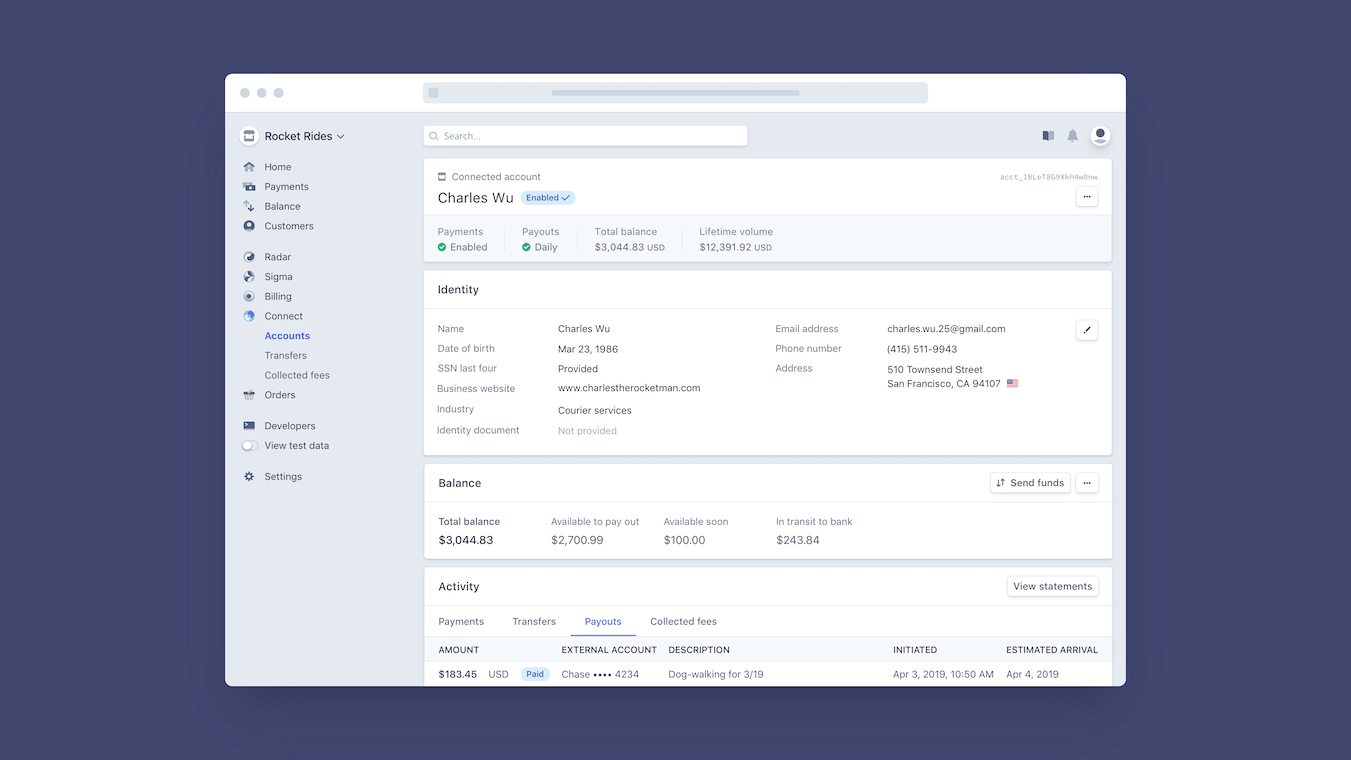 Rocket Rides
Search...
Home
Payments
Balance
Customers
Radar
Sigma
Billing
Connect
Accounts
Transfers
Collected fees
Orders
Developers
View test data
Settings
Connected account
acct_18LeT8G9Xkh4w0nw
Charles Wu Enabled
Payments Payouts Total balance Lifetime volume
Enabled Daily $3,044.83 USD $12,391.92 USD
Identity
Name Charles Wu
Date of birth Mar 23, 1986
SSN last four Provided
Business website www.charlestherocketman.com
Industry Courier services
Identity document Not provided
Email address charles.wu.25@gmail.com
Phone number (415) 511-9943
Address 510 Townsend Street
San Francisco, CA 94107
Balance Send funds
Total balance Available to pay out Available soon In transit to bank
$3,044.83 $2,700.99 $100.00 $243.84
Activity View statements
Payments Transfers Payouts Collected fees
AMOUNT EXTERNAL ACCOUNT DESCRIPTION INITIATED ESTIMATED ARRIVAL
$183.45 USD Paid Chase •••• 4234 Dog-walking for 3/19 Apr 3, 2019, 10:50 AM Apr 4, 2019